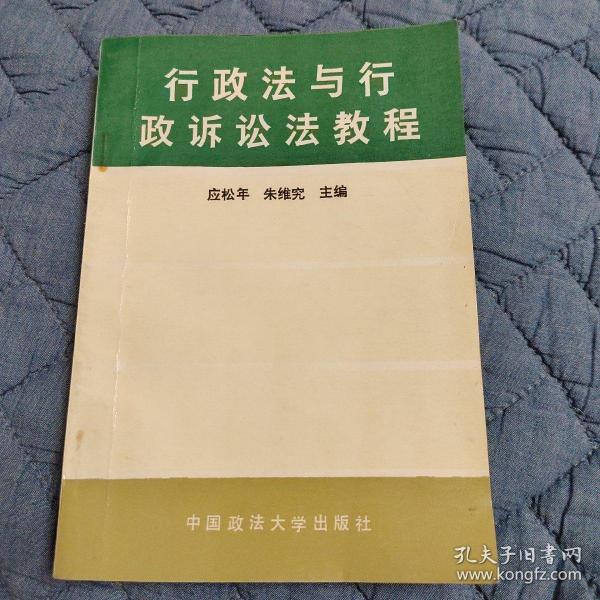 行政法与行
政诉讼法教程
应松年 朱维究 主编
中国政法大学出版社
孔夫子旧书网
www.kongfz.com